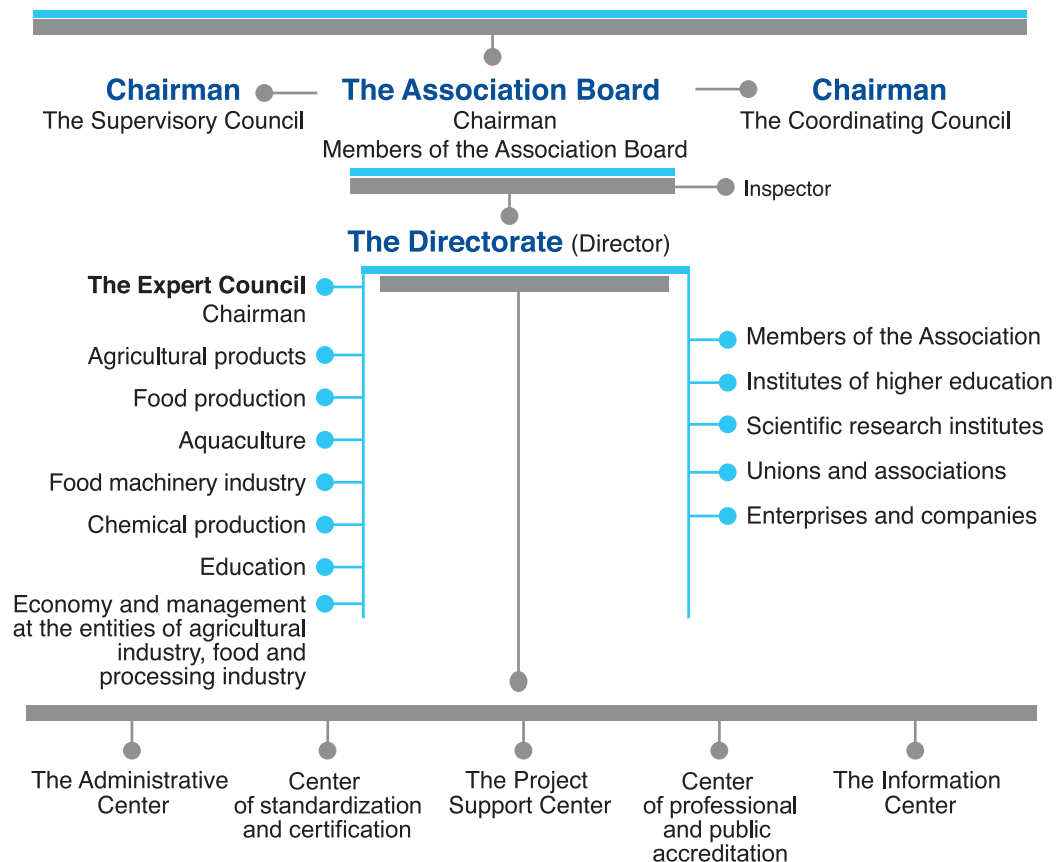 Chairman
The Supervisory Council
The Association Board
Chairman
Members of the Association Board
Chairman
The Coordinating Council
Inspector
The Directorate (Director)
The Expert Council
Chairman
Agricultural products
Food production
Aquaculture
Food machinery industry
Chemical production
Education
Economy and management
at the entities of agricultural
industry, food and
processing industry
Members of the Association
Institutes of higher education
Scientific research institutes
Unions and associations
Enterprises and companies
The Administrative
Center
Center
of standardization
and certification
The Project
Support Center
Center
of professional
and public
accreditation
The Information
Center